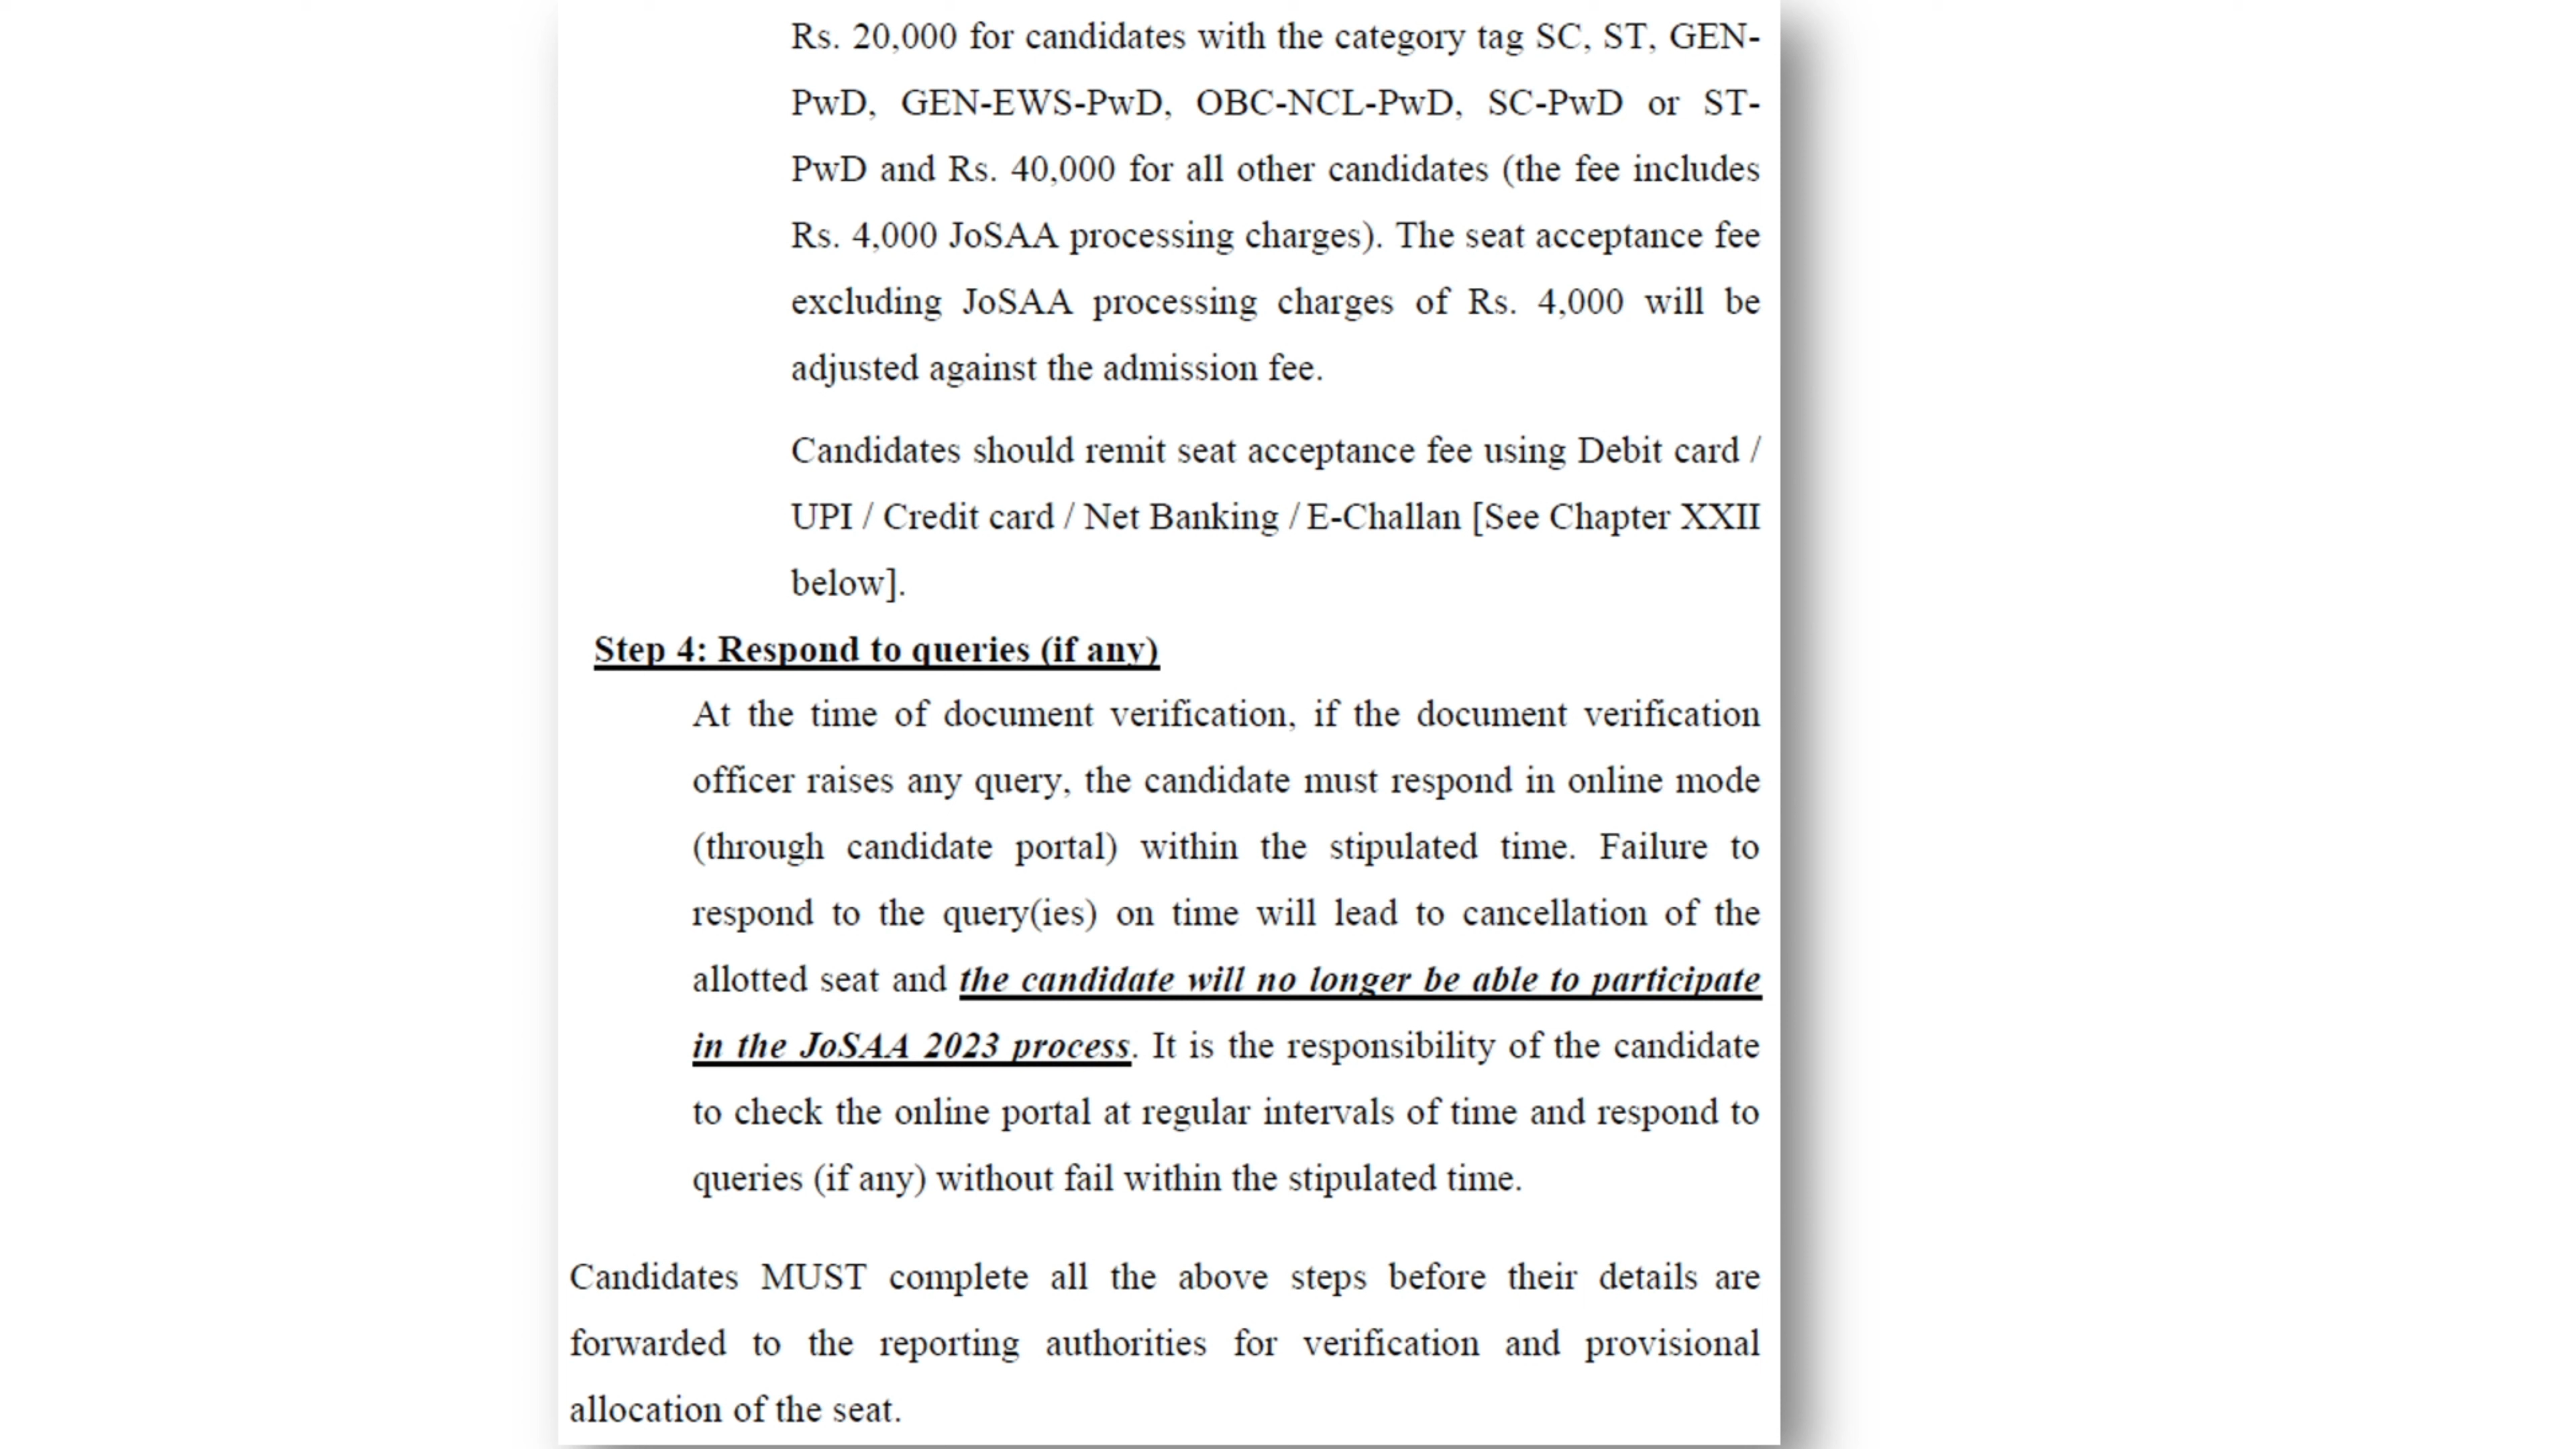 Rs. 20,000 for candidates with the category tag SC, ST, GEN-
PwD, GEN-EWS-PwD, OBC-NCL-PwD, SC-PwD or ST-
PwD and Rs. 40,000 for all other candidates (the fee includes
Rs. 4,000 JoSAA processing charges). The seat acceptance fee
excluding JoSAA processing charges of Rs. 4,000 will be
adjusted against the admission fee.
Candidates should remit seat acceptance fee using Debit card /
UPI / Credit card / Net Banking / E-Challan [See Chapter XXII
below].
Step 4: Respond to queries (if any)
At the time of document verification, if the document verification
officer raises any query, the candidate must respond in online mode
(through candidate portal) within the stipulated time. Failure to
respond to the query(ies) on time will lead to cancellation of the
allotted seat and the candidate will no longer be able to participate
in the JoSAA 2023 process. It is the responsibility of the candidate
to check the online portal at regular intervals of time and respond to
queries (if any) without fail within the stipulated time.
Candidates MUST complete all the above steps before their details are
forwarded to the reporting authorities for verification and provisional
allocation of the seat.